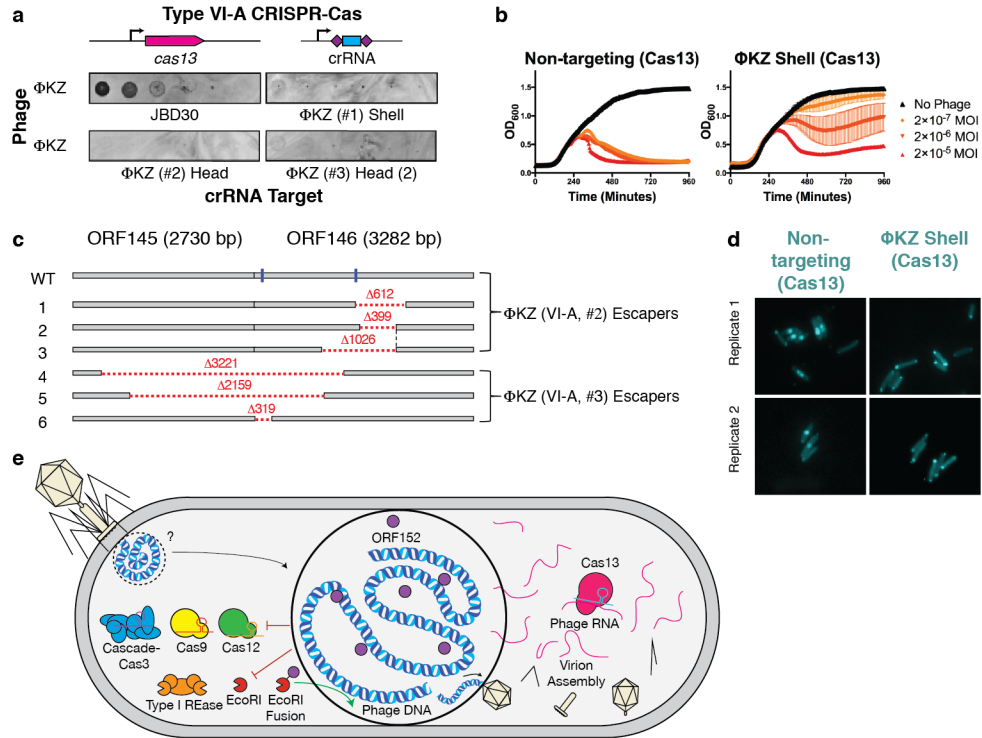 a
Type VI-A CRISPR-Cas
cas13
crRNA
Phage
ΦKZ
JBD30
ΦKZ (#1) Shell
ΦKZ
ΦKZ (#2) Head
ΦKZ (#3) Head (2)
crRNA Target
b
Non-targeting (Cas13)
OD600
1.5
1.0
0.5
0.0
0 240 480 720 960
Time (Minutes)
ΦKZ Shell (Cas13)
OD600
1.5
1.0
0.5
0.0
0 240 480 720 960
Time (Minutes)
No Phage
2×10-7 MOI
2×10-6 MOI
2×10-5 MOI
c
ORF145 (2730 bp) ORF146 (3282 bp)
WT
1 Δ612
2 Δ399
3 Δ1026
ΦKZ (VI-A, #2) Escapers
4 Δ3221
5 Δ2159
6 Δ319
ΦKZ (VI-A, #3) Escapers
d
Non-
targeting
(Cas13)
ΦKZ Shell
(Cas13)
Replicate 1
Replicate 2
e
?
ORF152
Cas13
Phage RNA
Cascade-
Cas3
Cas9
Cas12
Type I REase
EcoRI
EcoRI
Fusion
Phage DNA
Virion
Assembly